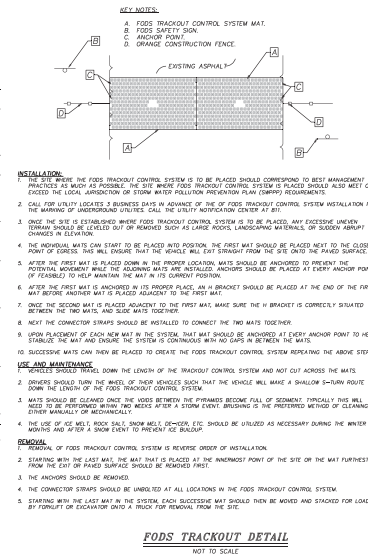 KEY NOTES:
A. FODS TRACKOUT CONTROL SYSTEM MAT.
B. FODS SAFETY SIGN.
C. ANCHOR POINT.
D. ORANGE CONSTRUCTION FENCE.
B
A
EXISTING ASPHALT
C
C
D
D
A
B
INSTALLATION:
1. THE SITE WHERE THE FODS TRACKOUT CONTROL SYSTEM IS TO BE PLACED SHOULD CORRESPOND TO BEST MANAGEMENT
PRACTICES AS MUCH AS POSSIBLE. THE SITE WHERE FODS TRACKOUT CONTROL SYSTEM IS PLACED SHOULD ALSO MEET O
EXCEED THE LOCAL JURISDICTION OR STORM WATER POLLUTION PREVENTION PLAN (SWPPP) REQUIREMENTS.
2. CALL FOR UTILITY LOCATES 3 BUSINESS DAYS IN ADVANCE OF THE OF FODS TRACKOUT CONTROL SYSTEM INSTALLATION
THE MARKING OF UNDERGROUND UTILITIES. CALL THE UTILITY NOTIFICATION CENTER AT 811.
3. ONCE THE SITE IS ESTABLISHED WHERE FODS TRACKOUT CONTROL SYSTEM IS TO BE PLACED, ANY EXCESSIVE UNEVEN
TERRAIN SHOULD BE LEVELED OUT OR REMOVED SUCH AS LARGE ROCKS, LANDSCAPING MATERIALS, OR SUDDEN ABRUPT
CHANGES IN ELEVATION.
4. THE INDIVIDUAL MATS CAN START TO BE PLACED INTO POSITION. THE FIRST MAT SHOULD BE PLACED NEXT TO THE CLOSE
POINT OF EGRESS. THIS WILL ENSURE THAT THE VEHICLE WILL EXIT STRAIGHT FROM THE SITE ONTO THE PAVED SURFACE.
5. AFTER THE FIRST MAT IS PLACED DOWN IN THE PROPER LOCATION, MATS SHOULD BE ANCHORED TO PREVENT THE
POTENTIAL MOVEMENT WHILE THE ADJOINING MATS ARE INSTALLED. ANCHORS SHOULD BE PLACED AT EVERY ANCHOR POI
(IF FEASIBLE) TO HELP MAINTAIN THE MAT IN ITS CURRENT POSITION.
6. AFTER THE FIRST MAT IS ANCHORED IN ITS PROPER PLACE, AN H BRACKET SHOULD BE PLACED AT THE END OF THE FIR
MAT BEFORE ANOTHER MAT IS PLACED ADJACENT TO THE FIRST MAT.
7. ONCE THE SECOND MAT IS PLACED ADJACENT TO THE FIRST MAT, MAKE SURE THE H BRACKET IS CORRECTLY SITUATED
BETWEEN THE TWO MATS, AND SLIDE MATS TOGETHER.
8. NEXT THE CONNECTOR STRAPS SHOULD BE INSTALLED TO CONNECT THE TWO MATS TOGETHER.
9. UPON PLACEMENT OF EACH NEW MAT IN THE SYSTEM, THAT MAT SHOULD BE ANCHORED AT EVERY ANCHOR POINT TO HE
STABILIZE THE MAT AND ENSURE THE SYSTEM IS CONTINUOUS WITH NO GAPS IN BETWEEN THE MATS.
10. SUCCESSIVE MATS CAN THEN BE PLACED TO CREATE THE FODS TRACKOUT CONTROL SYSTEM REPEATING THE ABOVE STEP
USE AND MAINTENANCE
1. VEHICLES SHOULD TRAVEL DOWN THE LENGTH OF THE TRACKOUT CONTROL SYSTEM AND NOT CUT ACROSS THE MATS.
2. DRIVERS SHOULD TURN THE WHEEL OF THEIR VEHICLES SUCH THAT THE VEHICLE WILL MAKE A SHALLOW S-TURN ROUTE
DOWN THE LENGTH OF THE FODS TRACKOUT CONTROL SYSTEM.
3. MATS SHOULD BE CLEANED ONCE THE VOIDS BETWEEN THE PYRAMIDS BECOME FULL OF SEDIMENT. TYPICALLY THIS WILL
NEED TO BE PERFORMED WITHIN TWO WEEKS AFTER A STORM EVENT. BRUSHING IS THE PREFERRED METHOD OF CLEANING
EITHER MANUALLY OR MECHANICALLY.
4. THE USE OF ICE MELT, ROCK SALT, SNOW MELT, DE-ICER, ETC. SHOULD BE UTILIZED AS NECESSARY DURING THE WINTER
MONTHS AND AFTER A SNOW EVENT TO PREVENT ICE BUILDUP.
REMOVAL
1. REMOVAL OF FODS TRACKOUT CONTROL SYSTEM IS REVERSE ORDER OF INSTALLATION.
2. STARTING WITH THE LAST MAT, THE MAT THAT IS PLACED AT THE INNERMOST POINT OF THE SITE OR THE MAT FURTHEST
FROM THE EXIT OR PAVED SURFACE SHOULD BE REMOVED FIRST.
3. THE ANCHORS SHOULD BE REMOVED.
4. THE CONNECTOR STRAPS SHOULD BE UNBOLTED AT ALL LOCATIONS IN THE FODS TRACKOUT CONTROL SYSTEM.
5. STARTING WITH THE LAST MAT IN THE SYSTEM, EACH SUCCESSIVE MAT SHOULD THEN BE MOVED AND STACKED FOR LOAD
BY FORKLIFT OR EXCAVATOR ONTO A TRUCK FOR REMOVAL FROM THE SITE.
FODS TRACKOUT DETAIL
NOT TO SCALE